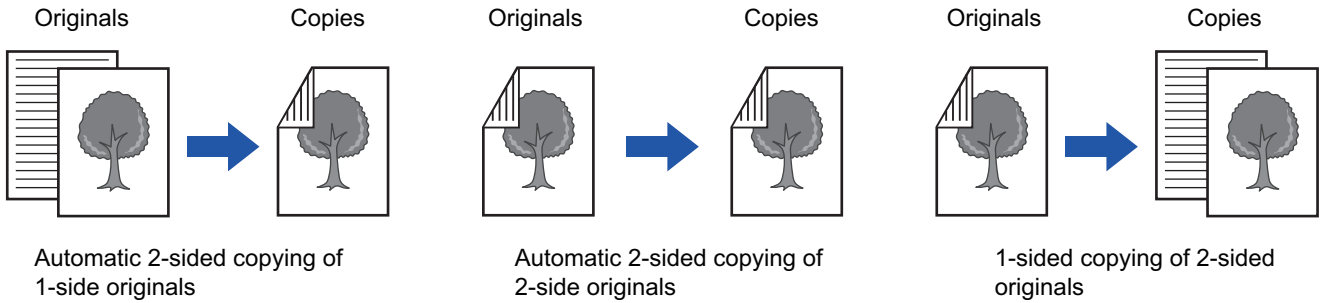 Originals
Copies
Originals
Copies
Originals
Copies
Automatic 2-sided copying of
1-side originals
Automatic 2-sided copying of
2-side originals
1-sided copying of 2-sided
originals